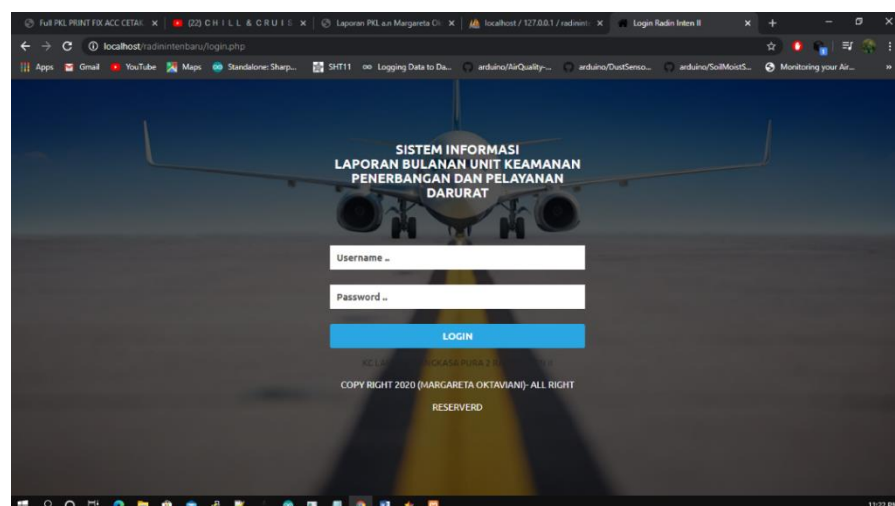 Full PKL PRINT FIX ACC CETAK
(22) C H I L L & C R U I S
Laporan PKL a.n Margareta Ok
localhost / 127.0.0.1 / radinint
Login Radin Inten II
localhost/radinintenbaru/login.php
Apps
Gmail
YouTube
Maps
Standalone: Sharp...
SHT11
Logging Data to Da...
arduino/AirQuality-...
arduino/DustSenso...
arduino/SoilMoistS...
Monitoring your Air...
SISTEM INFORMASI
LAPORAN BULANAN UNIT KEAMANAN
PENERBANGAN DAN PELAYANAN
DARURAT
Username ..
Password ..
LOGIN
COPY RIGHT 2020 (MARGARETA OKTAVIANI)- ALL RIGHT
RESERVERD